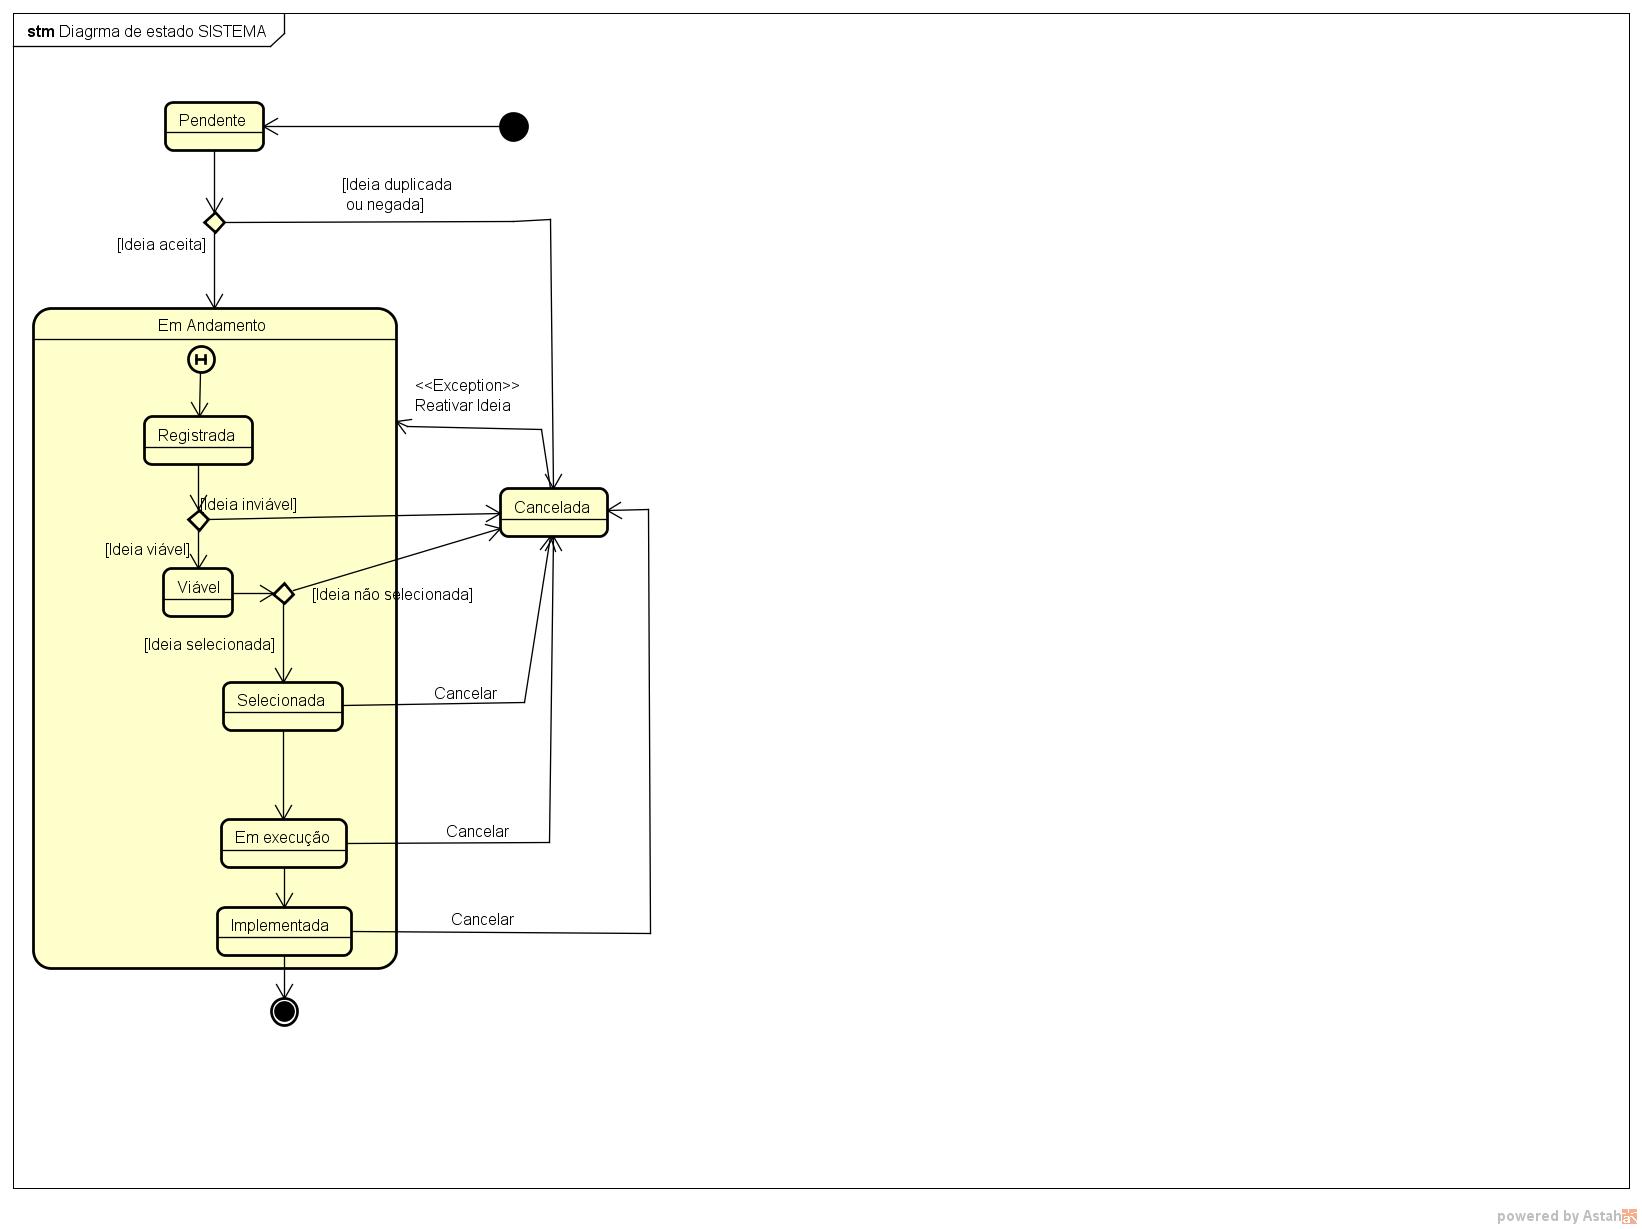 stm Diagrma de estado SISTEMA
Pendente
[Ideia duplicada
ou negada]
[Ideia aceita]
Em Andamento
H
<<Exception>>
Reativar Ideia
Registrada
[Ideia inviável]
Cancelada
[Ideia viável]
Viável
[Ideia não selecionada]
[Ideia selecionada]
Selecionada
Cancelar
Em execução
Cancelar
Implementada
Cancelar
powered by Astah